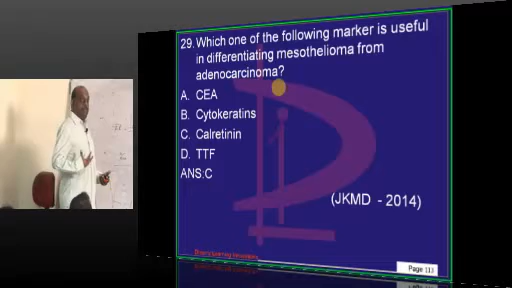 29. Which one of the following marker is useful
in differentiating mesothelioma from
adenocarcinoma?
A. CEA
B. Cytokeratins
C. Calretinin
D. TTF
ANS:C
(JKMD - 2014)
Page 113